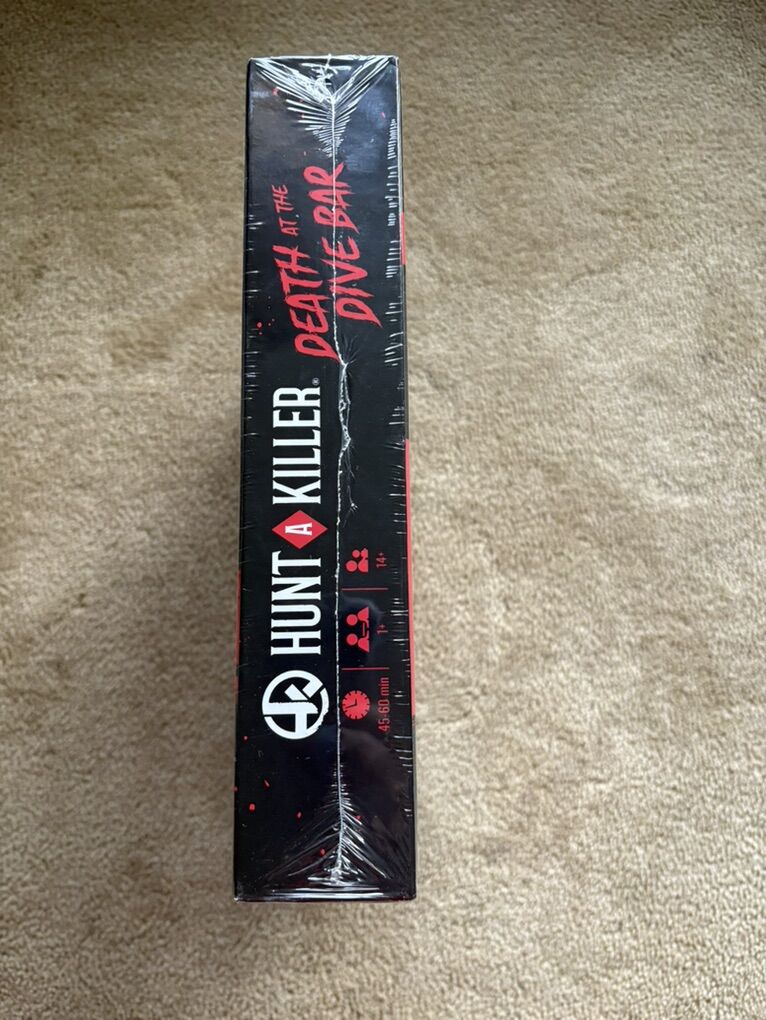 HUNT A KILLER®
DEATH AT THE
DIVE BAR
45-60 min
1+
14+